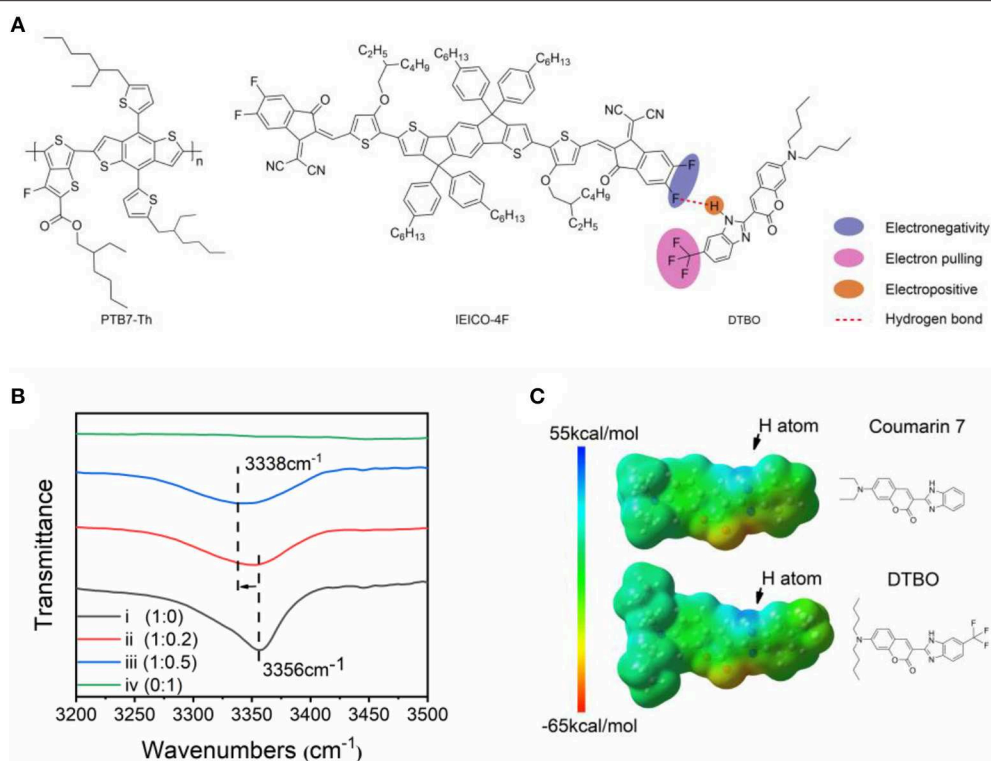 A
C₂H₅
C₄H₉
C₆H₁₃
C₆H₁₃
F
F
O
O
NC CN
N
S
S
S
S
S
n
F
S
S
O
O
S
CN
CN
S
S
S
S
O
C₄H₉
C₂H₅
O
F
F
H
N
N
O
O
C₆H₁₃
C₆H₁₃
F
F
F
PTB7-Th
IEICO-4F
DTBO
Electronegativity
Electron pulling
Electropositive
Hydrogen bond
B
3338cm⁻¹
3356cm⁻¹
Transmittance
i (1:0)
ii (1:0.2)
iii (1:0.5)
iv (0:1)
3200 3250 3300 3350 3400 3450 3500
Wavenumbers (cm⁻¹)
C
55kcal/mol
H atom
Coumarin 7
N
O
O
NH
N
H atom
DTBO
N
O
O
NH
N
F
F
F
-65kcal/mol